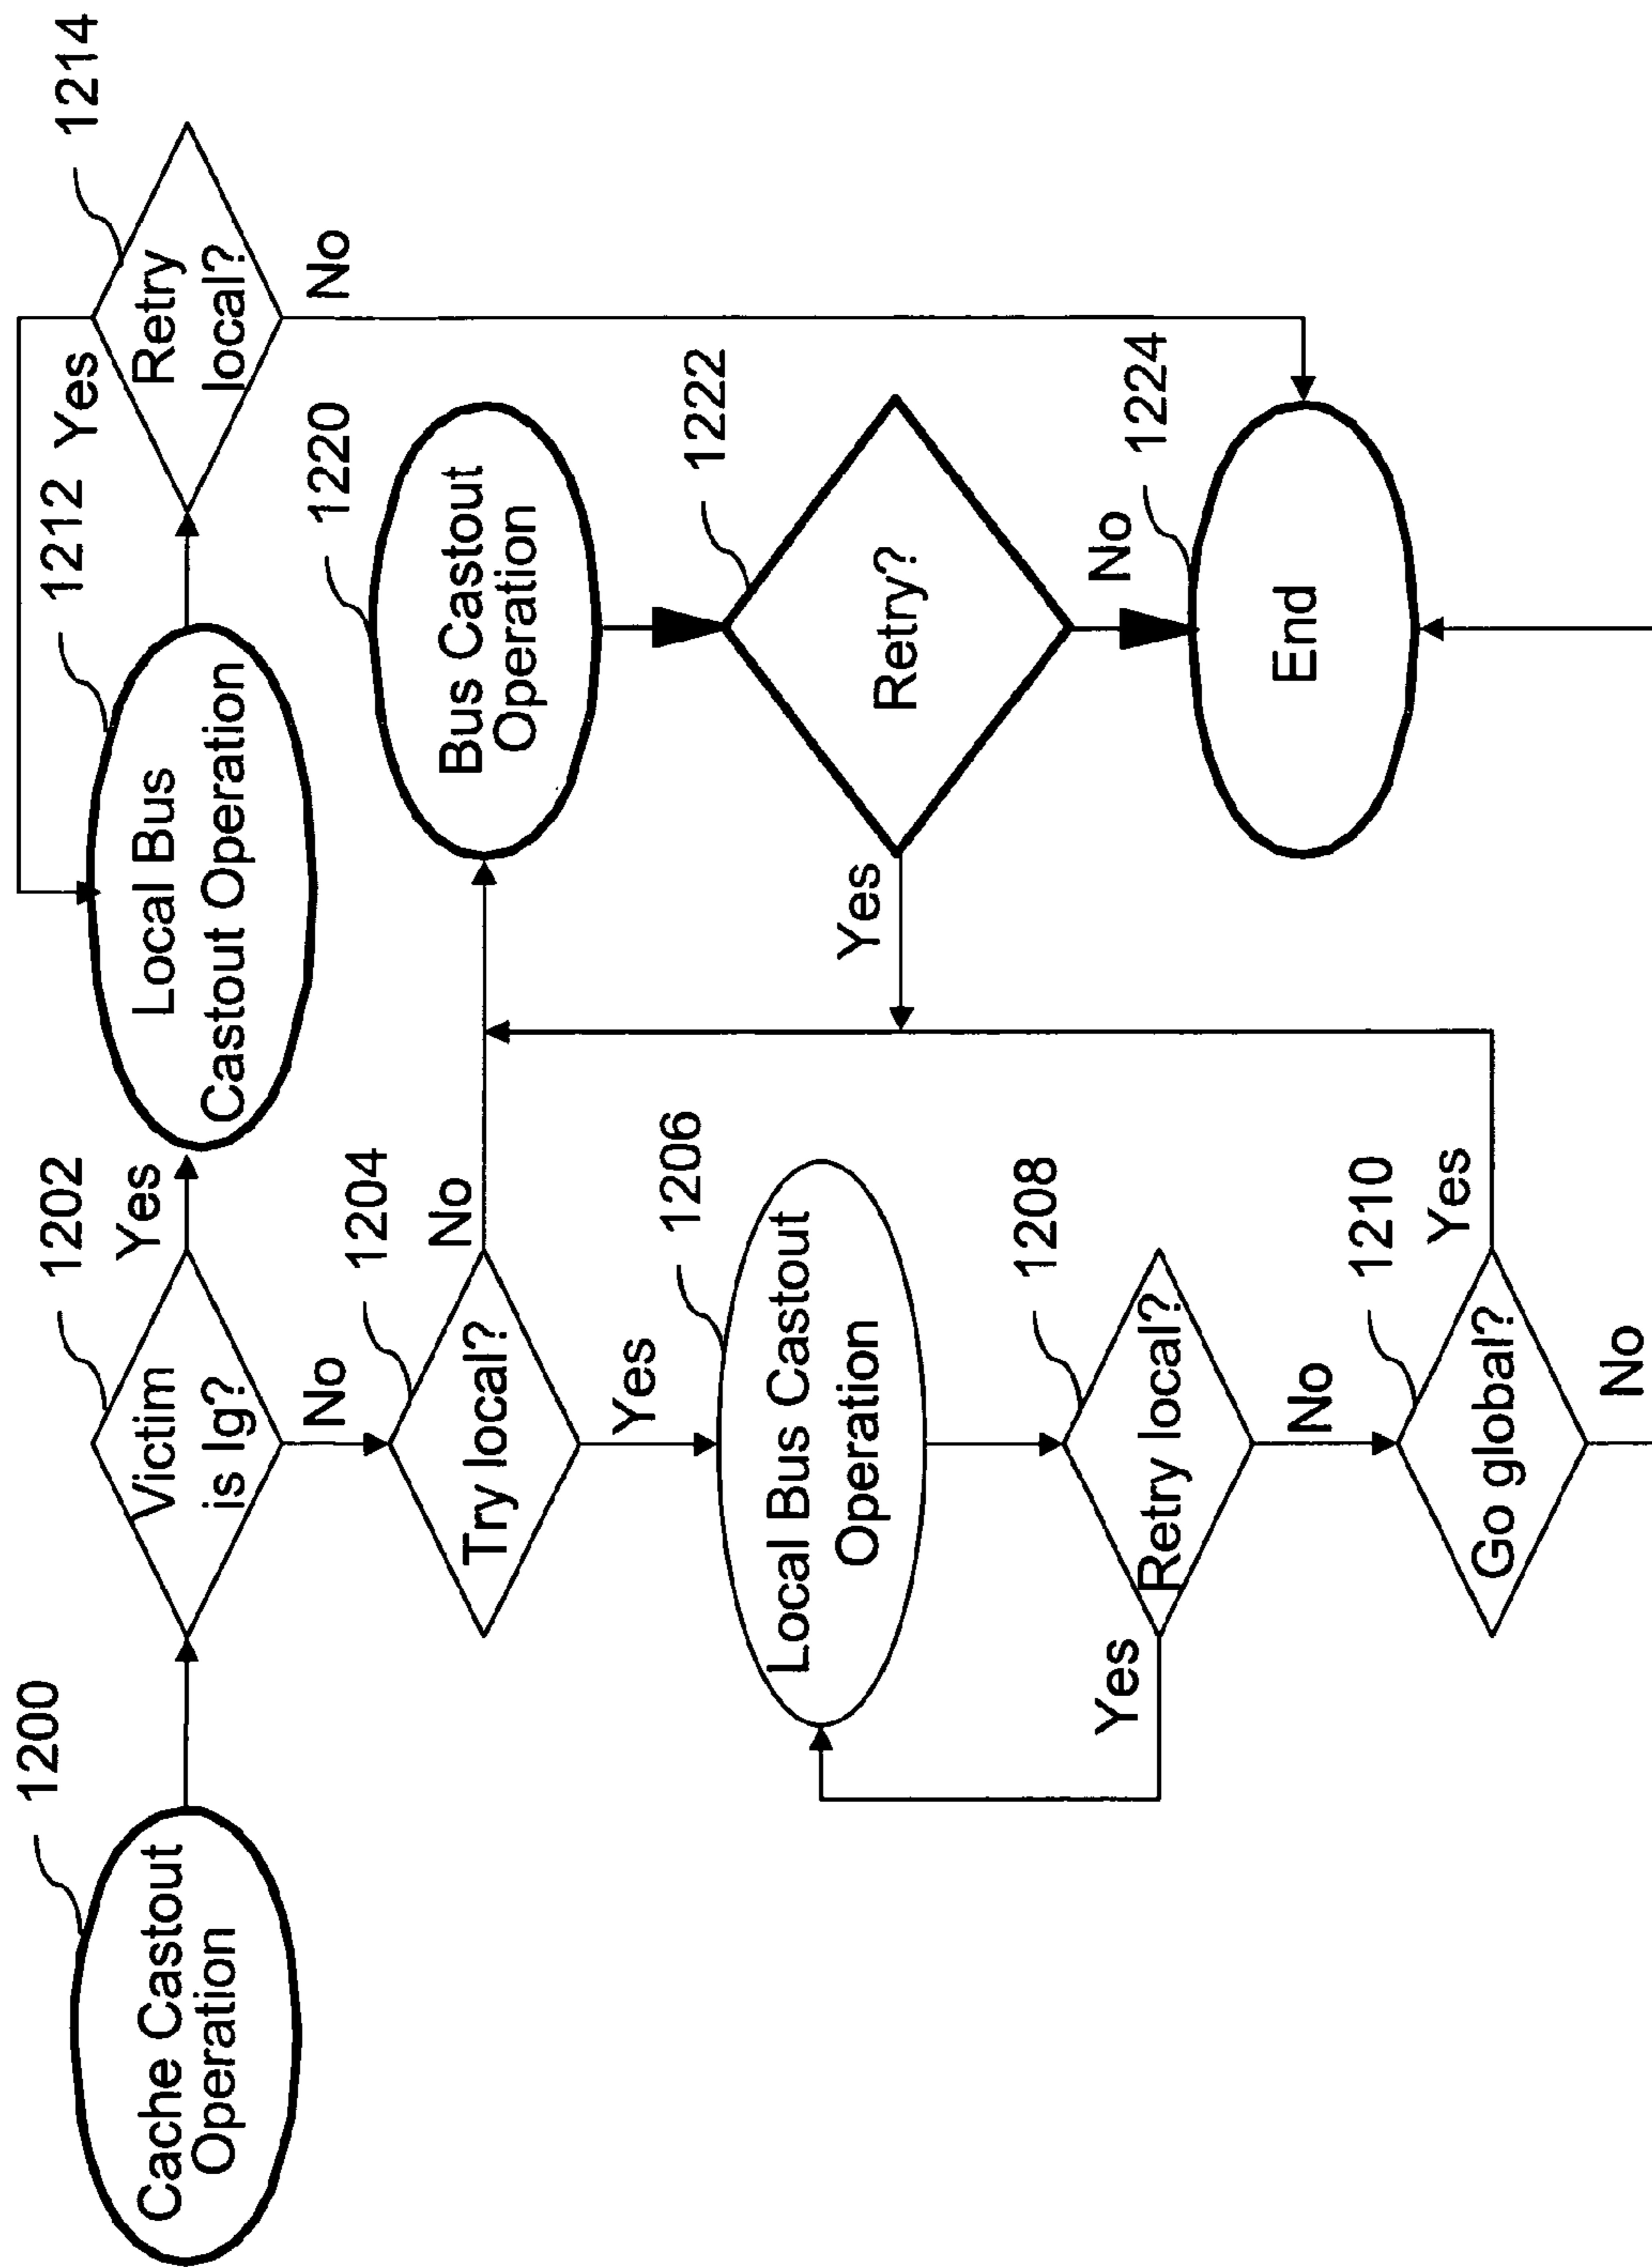 1200
Cache Castout
Operation
1202
Victim
is Ig?
Yes
No
1212
Local Bus
Castout Operation
Yes
1214
Retry
local?
No
1204
Try local?
No
Yes
1220
Bus Castout
Operation
1206
Local Bus Castout
Operation
1222
Retry?
Yes
No
1208
Retry local?
Yes
No
1210
Go global?
Yes
No
1224
End